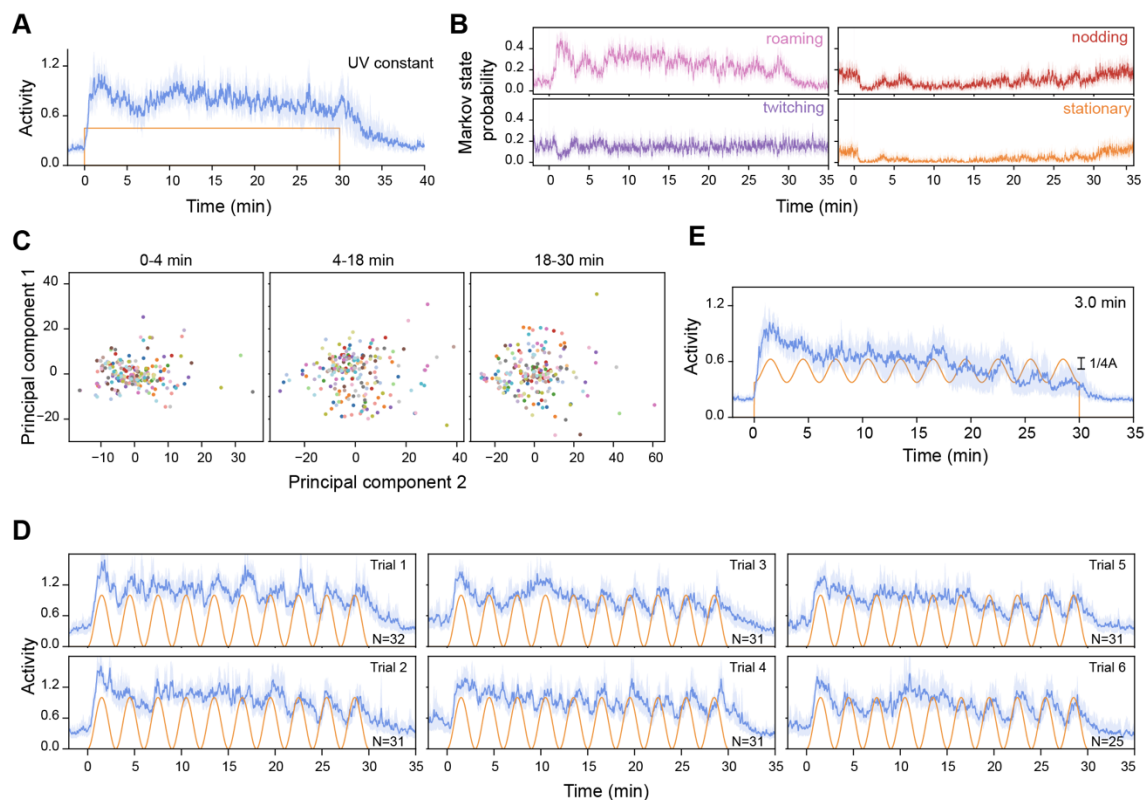 A
UV constant
Activity
1.2
0.6
0.0
0 5 10 15 20 25 30 35 40
Time (min)
B
Markov state
probability
roaming
nodding
0.4
0.2
0.0
twitching
stationary
0.4
0.2
0.0
0 5 10 15 20 25 30 35
0 5 10 15 20 25 30 35
Time (min)
C
0-4 min
4-18 min
18-30 min
Principal component 1
40
20
0
−20
−10 0 10 20 30
−20 0 20 40
−20 0 20 40 60
Principal component 2
E
3.0 min
Activity
1.2
0.6
0.0
1/4A
0 5 10 15 20 25 30 35
Time (min)
D
Activity
Trial 1
Trial 3
Trial 5
1.2
0.6
0.0
N=32
N=31
N=31
Trial 2
Trial 4
Trial 6
1.2
0.6
0.0
N=31
N=31
N=25
0 5 10 15 20 25 30 35
0 5 10 15 20 25 30 35
0 5 10 15 20 25 30 35
Time (min)